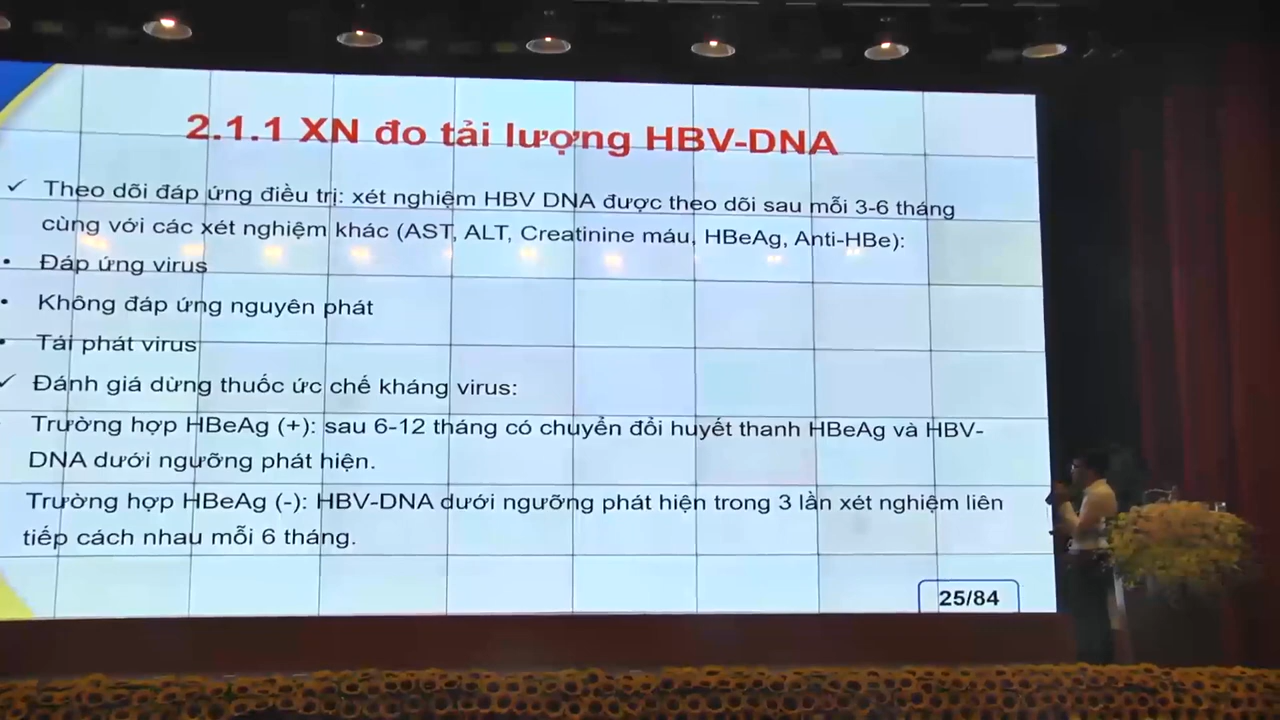 2.1.1 XN đo tải lượng HBV-DNA
✓ Theo dõi đáp ứng điều trị: xét nghiệm HBV DNA được theo dõi sau mỗi 3-6 tháng
cùng với các xét nghiệm khác (AST, ALT, Creatinine máu, HBeAg, Anti-HBe):
• Đáp ứng virus
• Không đáp ứng nguyên phát
• Tái phát virus
✓ Đánh giá dừng thuốc ức chế kháng virus:
Trường hợp HBeAg (+): sau 6-12 tháng có chuyển đổi huyết thanh HBeAg và HBV-
DNA dưới ngưỡng phát hiện.
Trường hợp HBeAg (-): HBV-DNA dưới ngưỡng phát hiện trong 3 lần xét nghiệm liên
tiếp cách nhau mỗi 6 tháng.
25/84